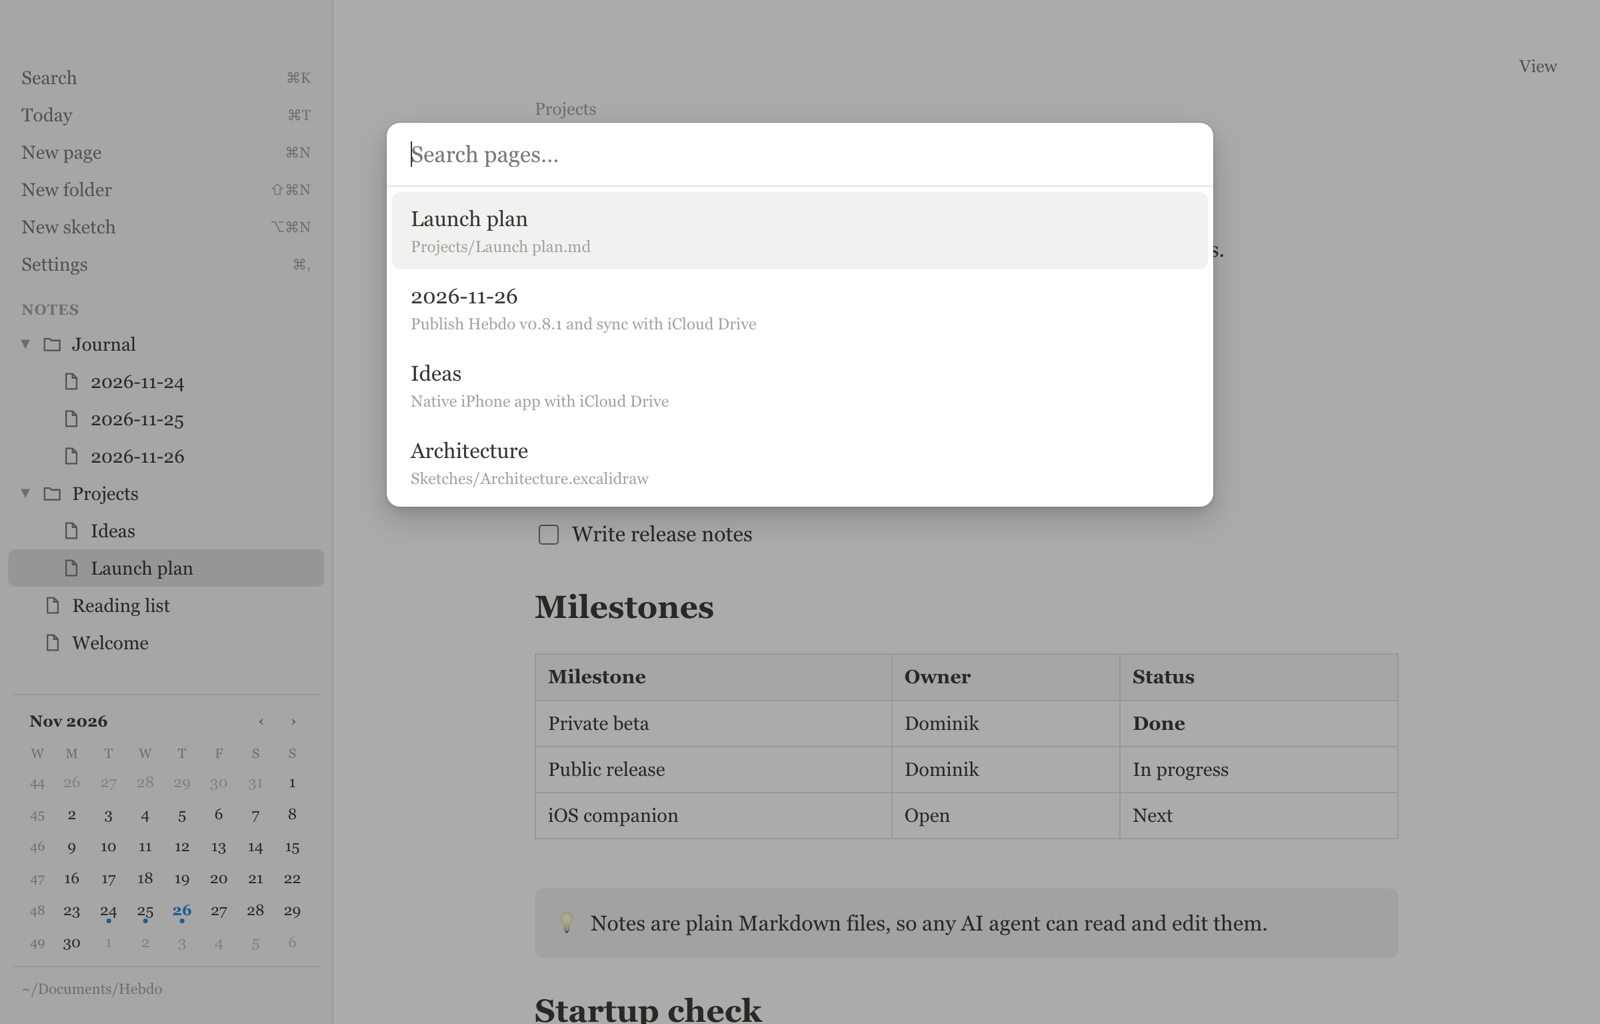 Search ⌘K
Today ⌘T
New page ⌘N
New folder ⇧⌘N
New sketch ⌥⌘N
Settings ⌘,
NOTES
Journal
2026-11-24
2026-11-25
2026-11-26
Projects
Ideas
Launch plan
Reading list
Welcome
Nov 2026 ‹ ›
W M T W T F S S
44 26 27 28 29 30 31 1
45 2 3 4 5 6 7 8
46 9 10 11 12 13 14 15
47 16 17 18 19 20 21 22
48 23 24 25 26 27 28 29
49 30 1 2 3 4 5 6
~/Documents/Hebdo
View
Projects
Search pages...
Launch plan
Projects/Launch plan.md
2026-11-26
Publish Hebdo v0.8.1 and sync with iCloud Drive
Ideas
Native iPhone app with iCloud Drive
Architecture
Sketches/Architecture.excalidraw
Write release notes
Milestones
Milestone Owner Status
Private beta Dominik Done
Public release Dominik In progress
iOS companion Open Next
Notes are plain Markdown files, so any AI agent can read and edit them.
Startup check